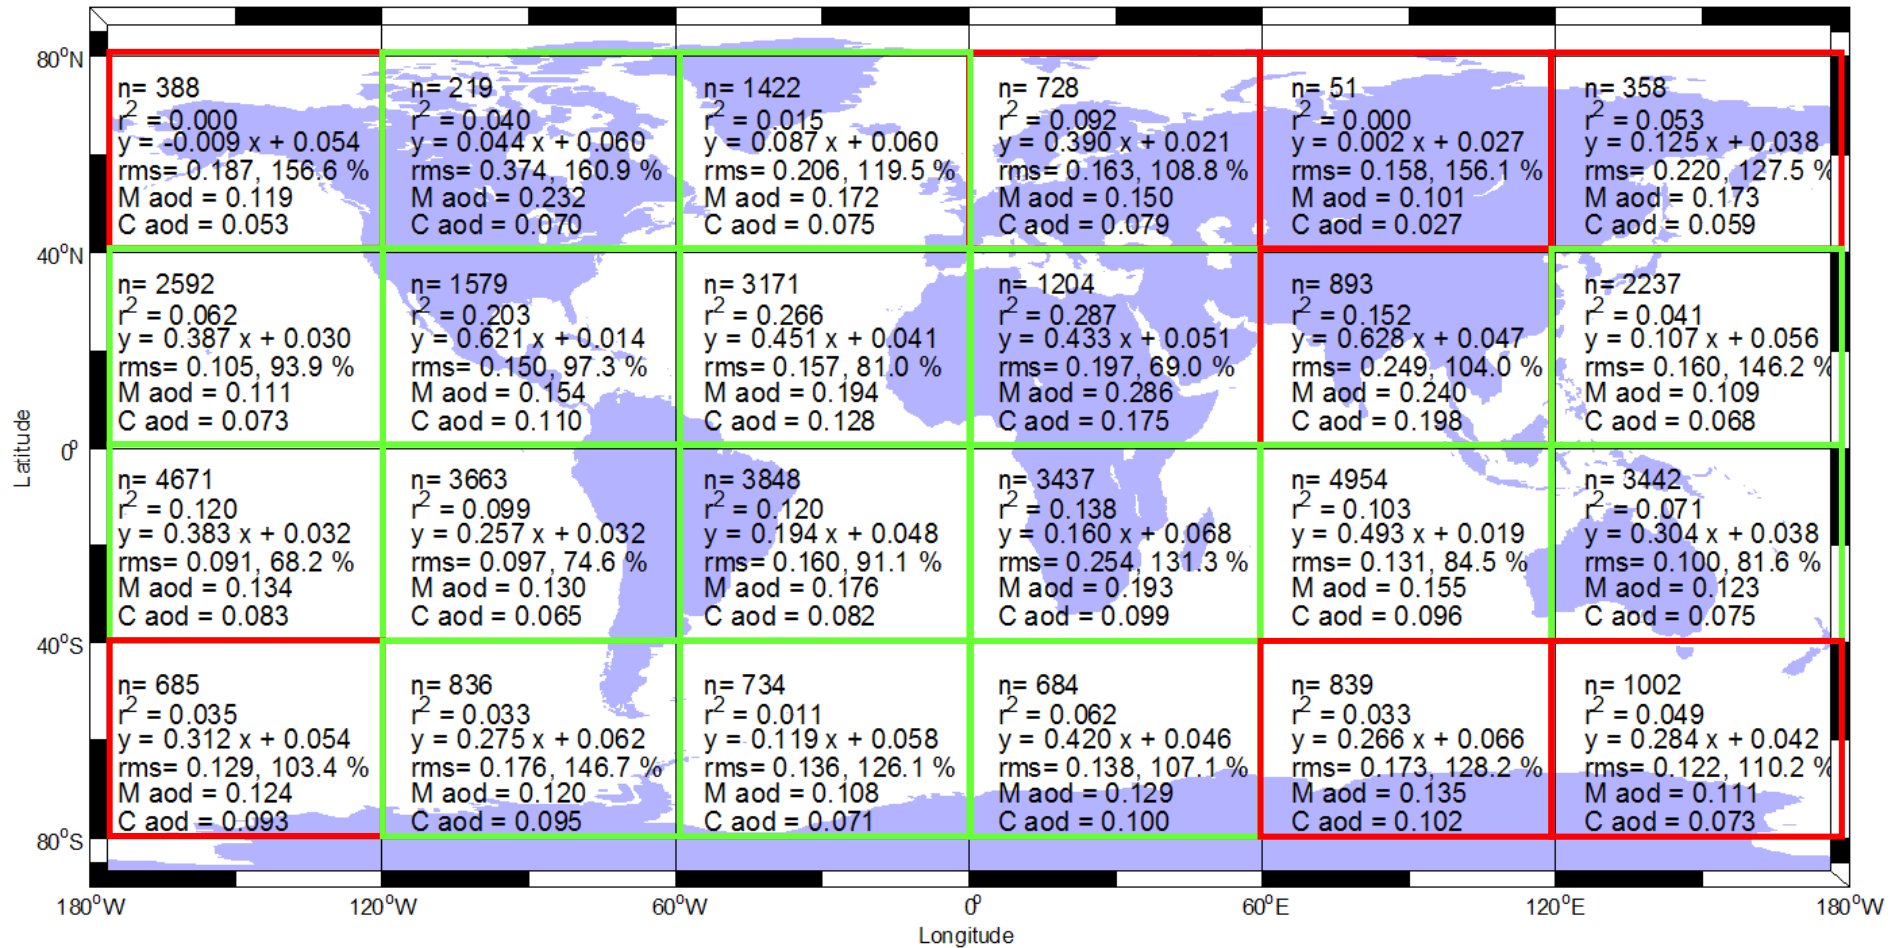 80°N
n= 388
r² = 0.000
y = -0.009 x + 0.054
rms= 0.187, 156.6 %
M aod = 0.119
C aod = 0.053
n= 219
r² = 0.040
y = 0.044 x + 0.060
rms= 0.374, 160.9 %
M aod = 0.232
C aod = 0.070
n= 1422
r² = 0.015
y = 0.087 x + 0.060
rms= 0.206, 119.5 %
M aod = 0.172
C aod = 0.075
n= 728
r² = 0.092
y = 0.390 x + 0.021
rms= 0.163, 108.8 %
M aod = 0.150
C aod = 0.079
n= 51
r² = 0.000
y = 0.002 x + 0.027
rms= 0.158, 156.1 %
M aod = 0.101
C aod = 0.027
n= 358
r² = 0.053
y = 0.125 x + 0.038
rms= 0.220, 127.5 %
M aod = 0.173
C aod = 0.059
40°N
n= 2592
r² = 0.062
y = 0.387 x + 0.030
rms= 0.105, 93.9 %
M aod = 0.111
C aod = 0.073
n= 1579
r² = 0.203
y = 0.621 x + 0.014
rms= 0.150, 97.3 %
M aod = 0.154
C aod = 0.110
n= 3171
r² = 0.266
y = 0.451 x + 0.041
rms= 0.157, 81.0 %
M aod = 0.194
C aod = 0.128
n= 1204
r² = 0.287
y = 0.433 x + 0.051
rms= 0.197, 69.0 %
M aod = 0.286
C aod = 0.175
n= 893
r² = 0.152
y = 0.628 x + 0.047
rms= 0.249, 104.0 %
M aod = 0.240
C aod = 0.198
n= 2237
r² = 0.041
y = 0.107 x + 0.056
rms= 0.160, 146.2 %
M aod = 0.109
C aod = 0.068
Latitude
0°
n= 4671
r² = 0.120
y = 0.383 x + 0.032
rms= 0.091, 68.2 %
M aod = 0.134
C aod = 0.083
n= 3663
r² = 0.099
y = 0.257 x + 0.032
rms= 0.097, 74.6 %
M aod = 0.130
C aod = 0.065
n= 3848
r² = 0.120
y = 0.194 x + 0.048
rms= 0.160, 91.1 %
M aod = 0.176
C aod = 0.082
n= 3437
r² = 0.138
y = 0.160 x + 0.068
rms= 0.254, 131.3 %
M aod = 0.193
C aod = 0.099
n= 4954
r² = 0.103
y = 0.493 x + 0.019
rms= 0.131, 84.5 %
M aod = 0.155
C aod = 0.096
n= 3442
r² = 0.071
y = 0.304 x + 0.038
rms= 0.100, 81.6 %
M aod = 0.123
C aod = 0.075
40°S
n= 685
r² = 0.035
y = 0.312 x + 0.054
rms= 0.129, 103.4 %
M aod = 0.124
C aod = 0.093
n= 836
r² = 0.033
y = 0.275 x + 0.062
rms= 0.176, 146.7 %
M aod = 0.120
C aod = 0.095
n= 734
r² = 0.011
y = 0.119 x + 0.058
rms= 0.136, 126.1 %
M aod = 0.108
C aod = 0.071
n= 684
r² = 0.062
y = 0.420 x + 0.046
rms= 0.138, 107.1 %
M aod = 0.129
C aod = 0.100
n= 839
r² = 0.033
y = 0.266 x + 0.066
rms= 0.173, 128.2 %
M aod = 0.135
C aod = 0.102
n= 1002
r² = 0.049
y = 0.284 x + 0.042
rms= 0.122, 110.2 %
M aod = 0.111
C aod = 0.073
80°S
180°W 120°W 60°W 0° 60°E 120°E 180°W
Longitude